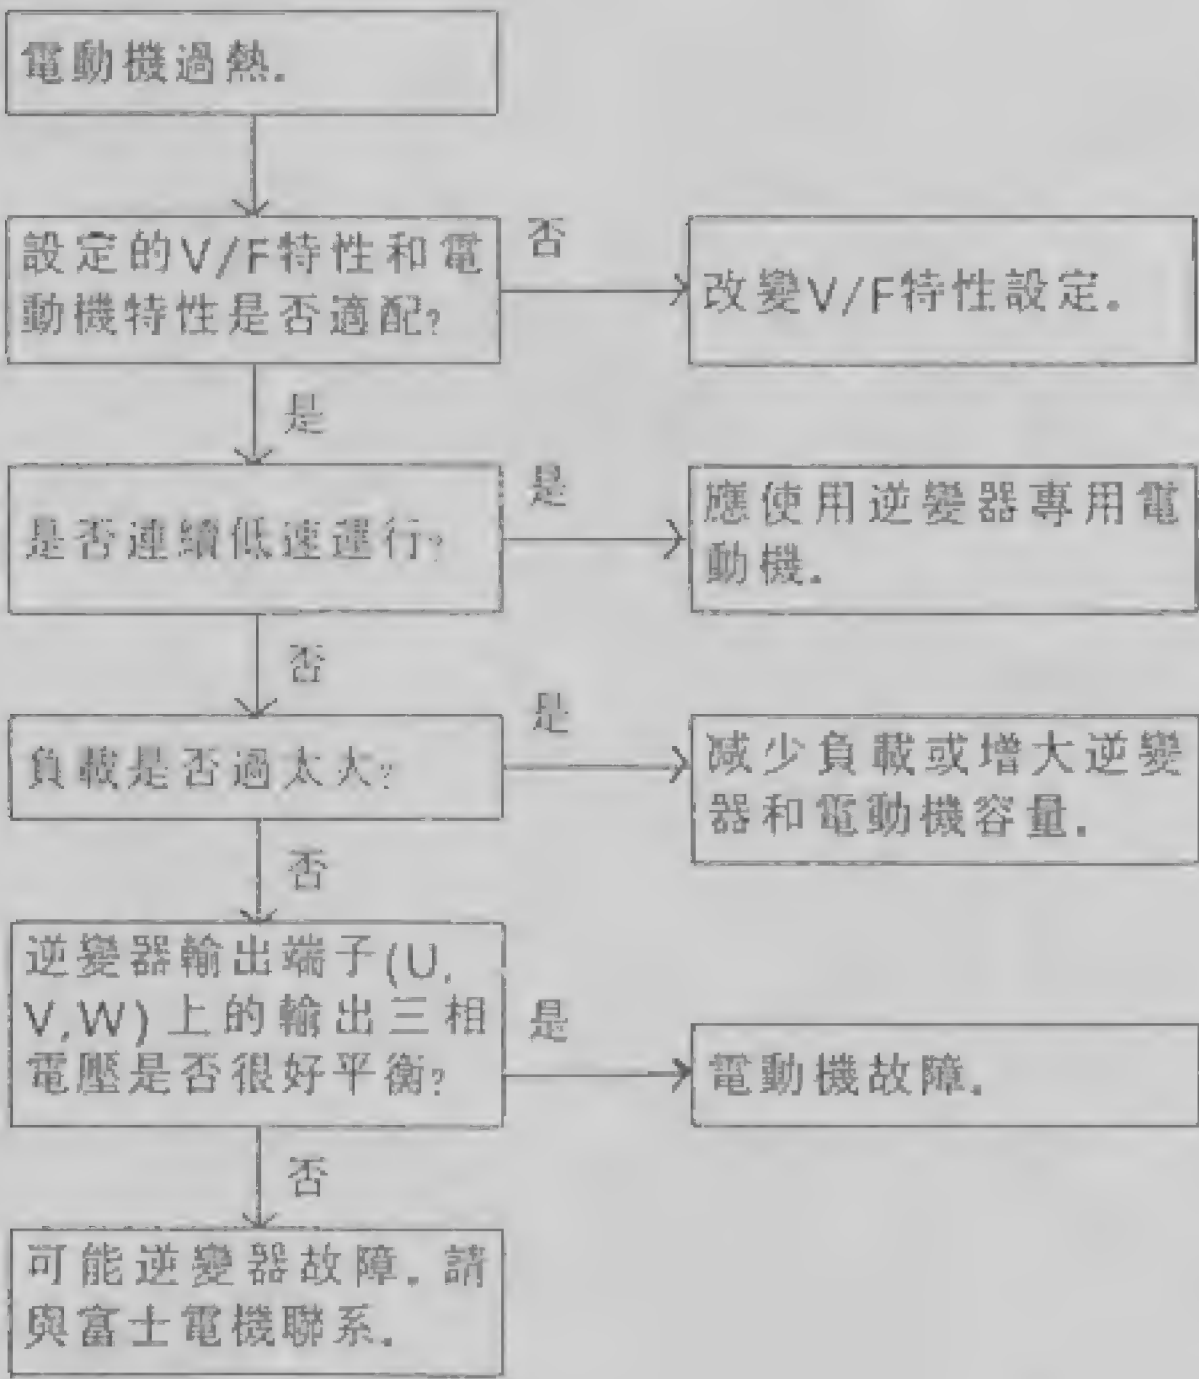 電動機過熱.
設定的V/F特性和電
動機特性是否適配?
否
改變V/F特性設定。
是
是否連續低速運行?
是
應使用逆變器專用電
動機.
否
負載是否過太大?
是
减少負載或增大逆變
器和電動機容量.
否
逆變器輸出端子(U,
V,W)上的輸出三相
電壓是否很好平衡?
是
電動機故障.
否
可能逆變器故障.請
與富士電機聯系.